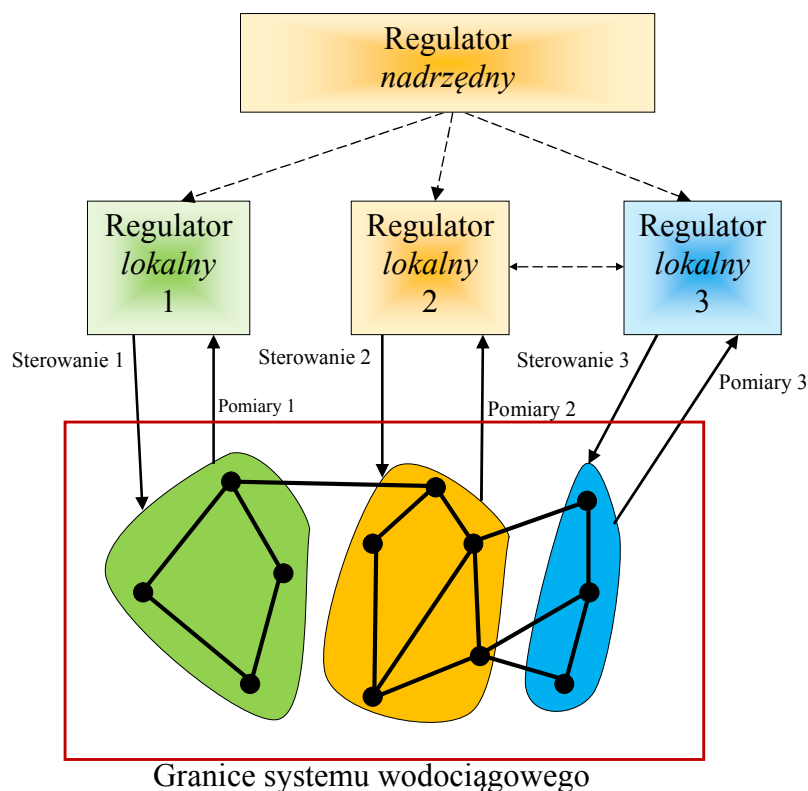 Regulator
nadrzędny
Regulator
lokalny
1
Regulator
lokalny
2
Regulator
lokalny
3
Sterowanie 1
Pomiary 1
Sterowanie 2
Pomiary 2
Sterowanie 3
Pomiary 3
Granice systemu wodociągowego